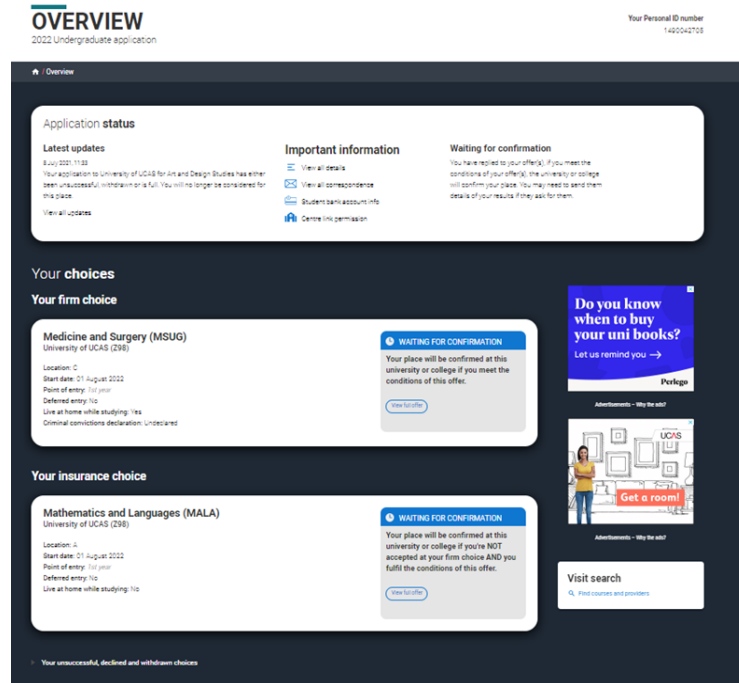 OVERVIEW
2022 Undergraduate application
Your Personal ID number
1490042705
/ Overview
Application status
Latest updates
8 July 2021, 11:33
Your application to University of UCAS for Art and Design Studies has either
been unsuccessful, withdrawn or is full. You will no longer be considered for
this place.
View all updates
Important information
View all details
View all correspondence
Student bank account info
Centre link permission
Waiting for confirmation
You have replied to your offer(s), if you meet the
conditions of your offer(s), the university or college
will confirm your place. You may need to send them
details of your results if they ask for them.
Your choices
Your firm choice
Medicine and Surgery (MSUG)
University of UCAS (Z98)
Location: C
Start date: 01 August 2022
Point of entry: 1st year
Deferred entry: No
Live at home while studying: Yes
Criminal convictions declaration: Undeclared
WAITING FOR CONFIRMATION
Your place will be confirmed at this
university or college if you meet the
conditions of this offer.
View full offer
Do you know
when to buy
your uni books?
Let us remind you →
Perlego
Advertisements – Why the ads?
UCAS
Get a room!
Advertisements – Why the ads?
Your insurance choice
Mathematics and Languages (MALA)
University of UCAS (Z98)
Location: A
Start date: 01 August 2022
Point of entry: 1st year
Deferred entry: No
Live at home while studying: No
WAITING FOR CONFIRMATION
Your place will be confirmed at this
university or college if you're NOT
accepted at your firm choice AND you
fulfil the conditions of this offer.
View full offer
Visit search
Find courses and providers
Your unsuccessful, declined and withdrawn choices